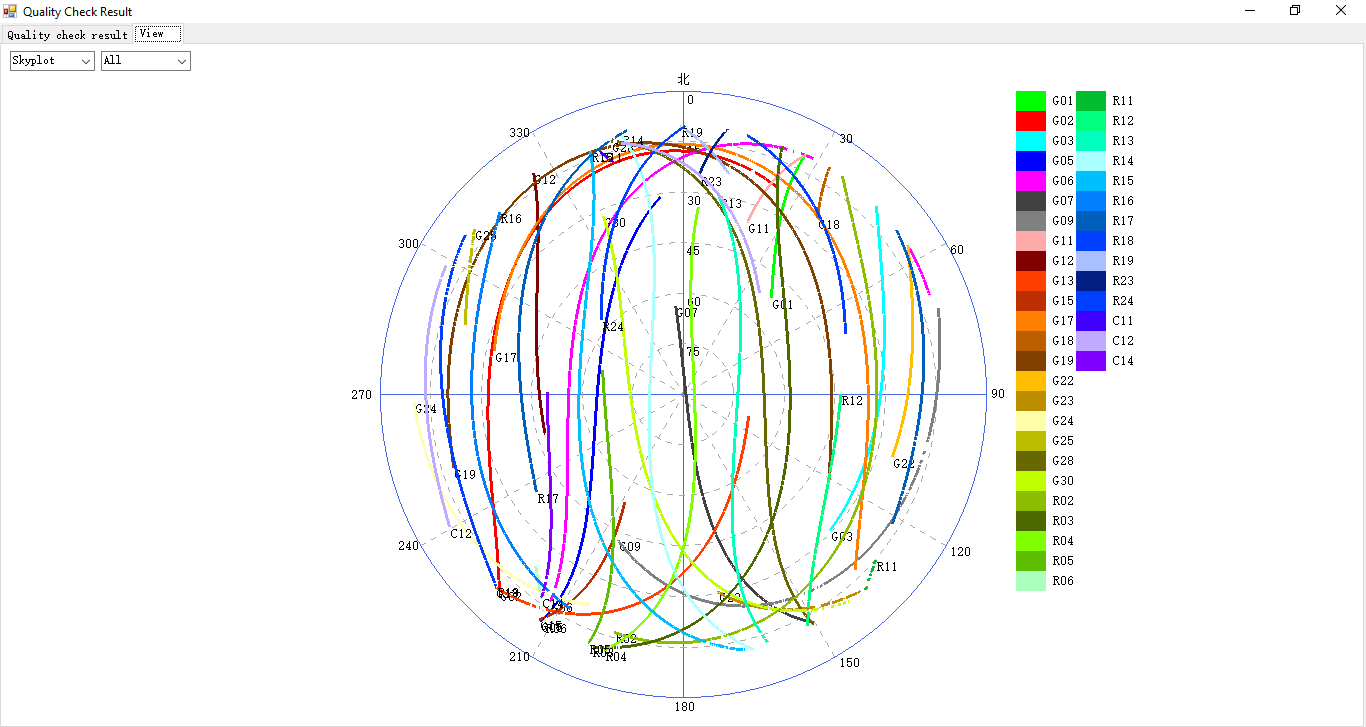 Quality Check Result
Quality check result View
Skyplot All
北
0
330
30
300
60
270
90
240
120
210
150
180
30
45
60
75
R19
G12
R23
R13
G11
G18
R16
G25
G30
G01
G07
R24
G17
R12
G24
G22
G19
R17
C12
G03
G09
R11
C14
R02
R04
G01 R11
G02 R12
G03 R13
G05 R14
G06 R15
G07 R16
G09 R17
G11 R18
G12 R19
G13 R23
G15 R24
G17 C11
G18 C12
G19 C14
G22
G23
G24
G25
G28
G30
R02
R03
R04
R05
R06